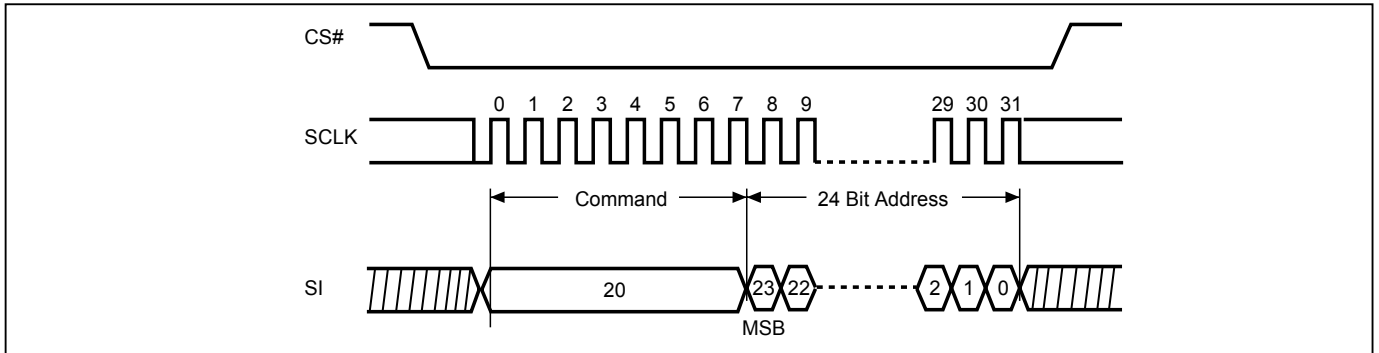 CS#
0 1 2 3 4 5 6 7 8 9 29 30 31
SCLK
Command 24 Bit Address
SI 20 23 22 2 1 0
MSB